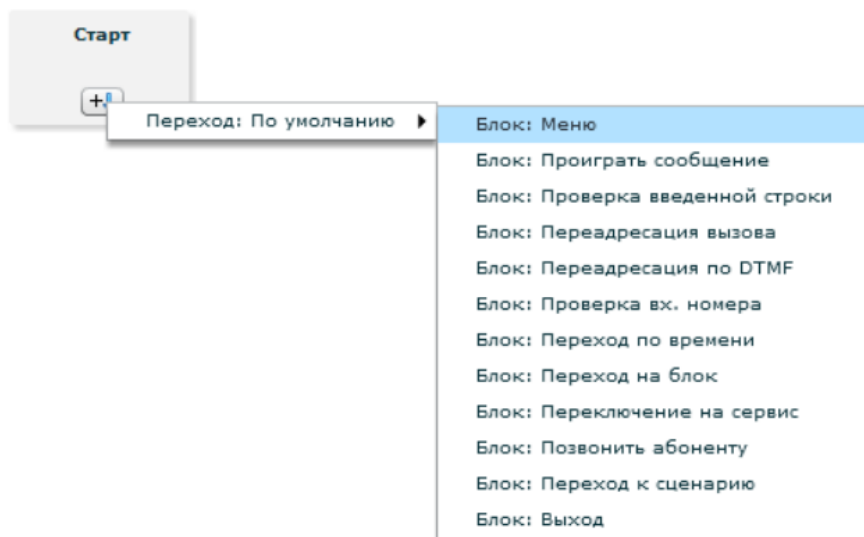 Старт
+
Переход: По умолчанию
Блок: Меню
Блок: Проиграть сообщение
Блок: Проверка введенной строки
Блок: Переадресация вызова
Блок: Переадресация по DTMF
Блок: Проверка вх. номера
Блок: Переход по времени
Блок: Переход на блок
Блок: Переключение на сервис
Блок: Позвонить абоненту
Блок: Переход к сценарию
Блок: Выход